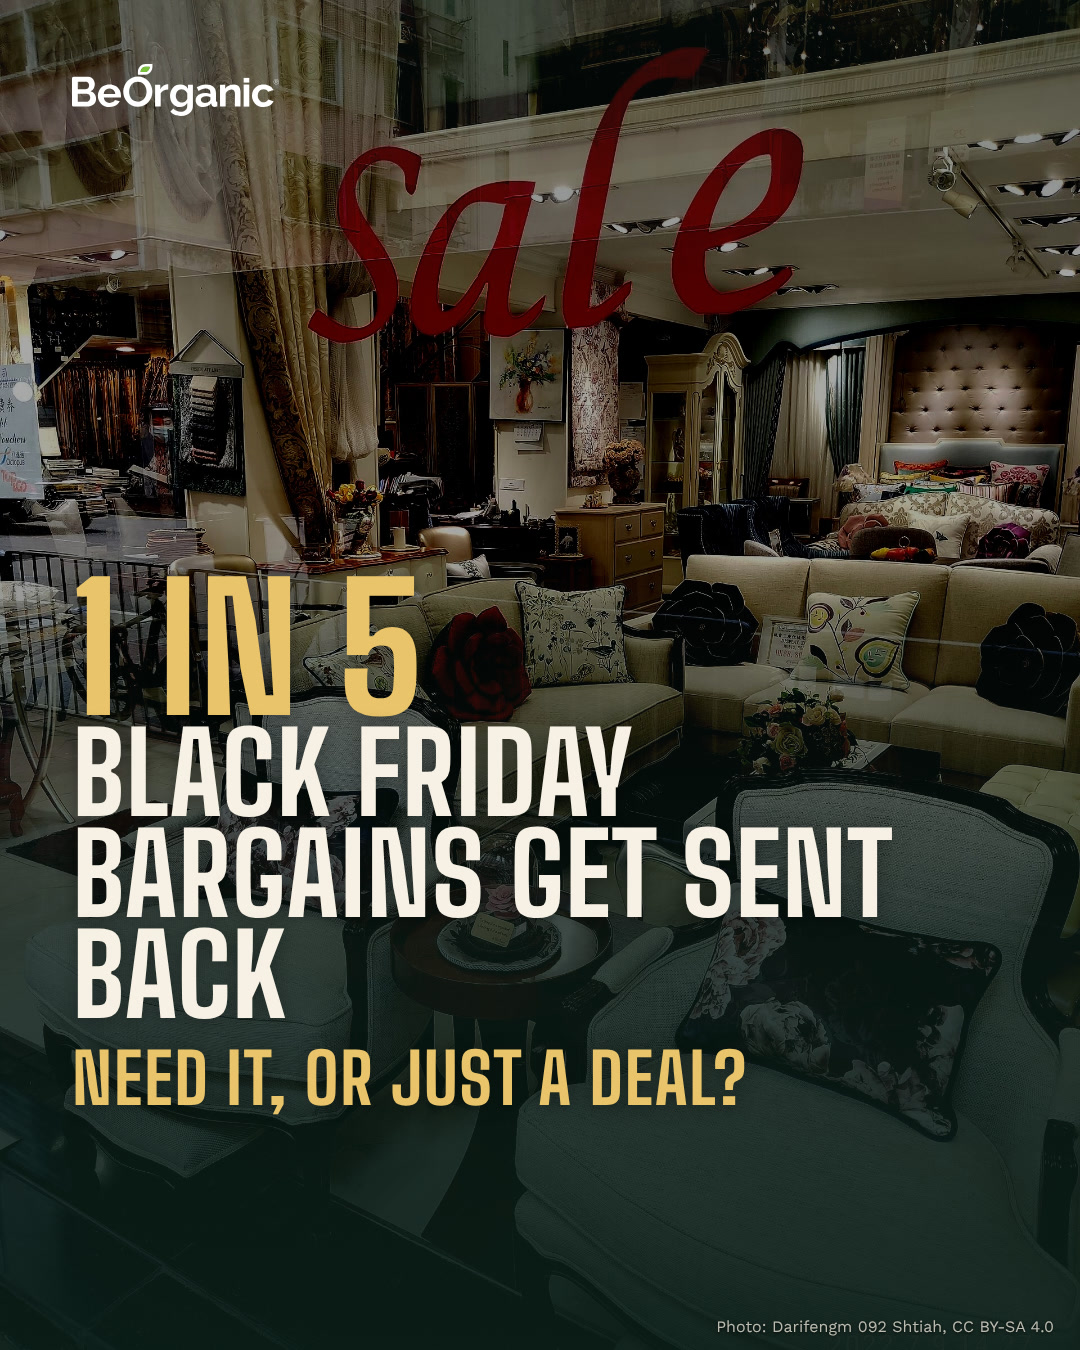 BeOrganic
sale
1 IN 5
BLACK FRIDAY
BARGAINS GET SENT
BACK
NEED IT, OR JUST A DEAL?
Photo: Darifengm 092 Shtiah, CC BY-SA 4.0